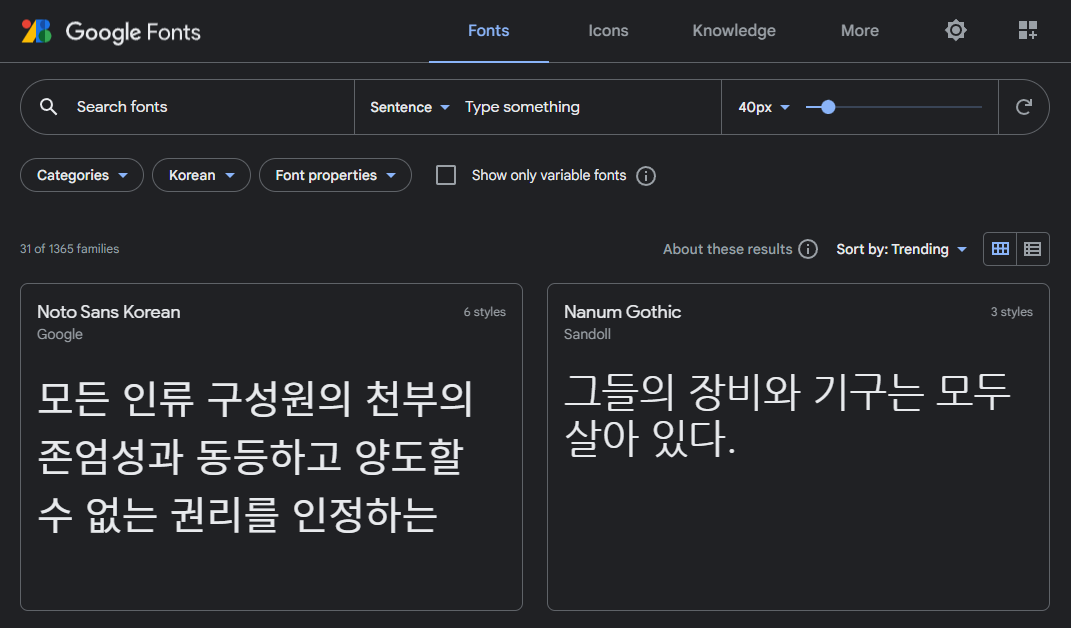 Google Fonts
Fonts
Icons
Knowledge
More
Search fonts
Sentence
Type something
40px
Categories
Korean
Font properties
Show only variable fonts
31 of 1365 families
About these results
Sort by: Trending
Noto Sans Korean
6 styles
Google
모든 인류 구성원의 천부의
존엄성과 동등하고 양도할
수 없는 권리를 인정하는
Nanum Gothic
3 styles
Sandoll
그들의 장비와 기구는 모두
살아 있다.